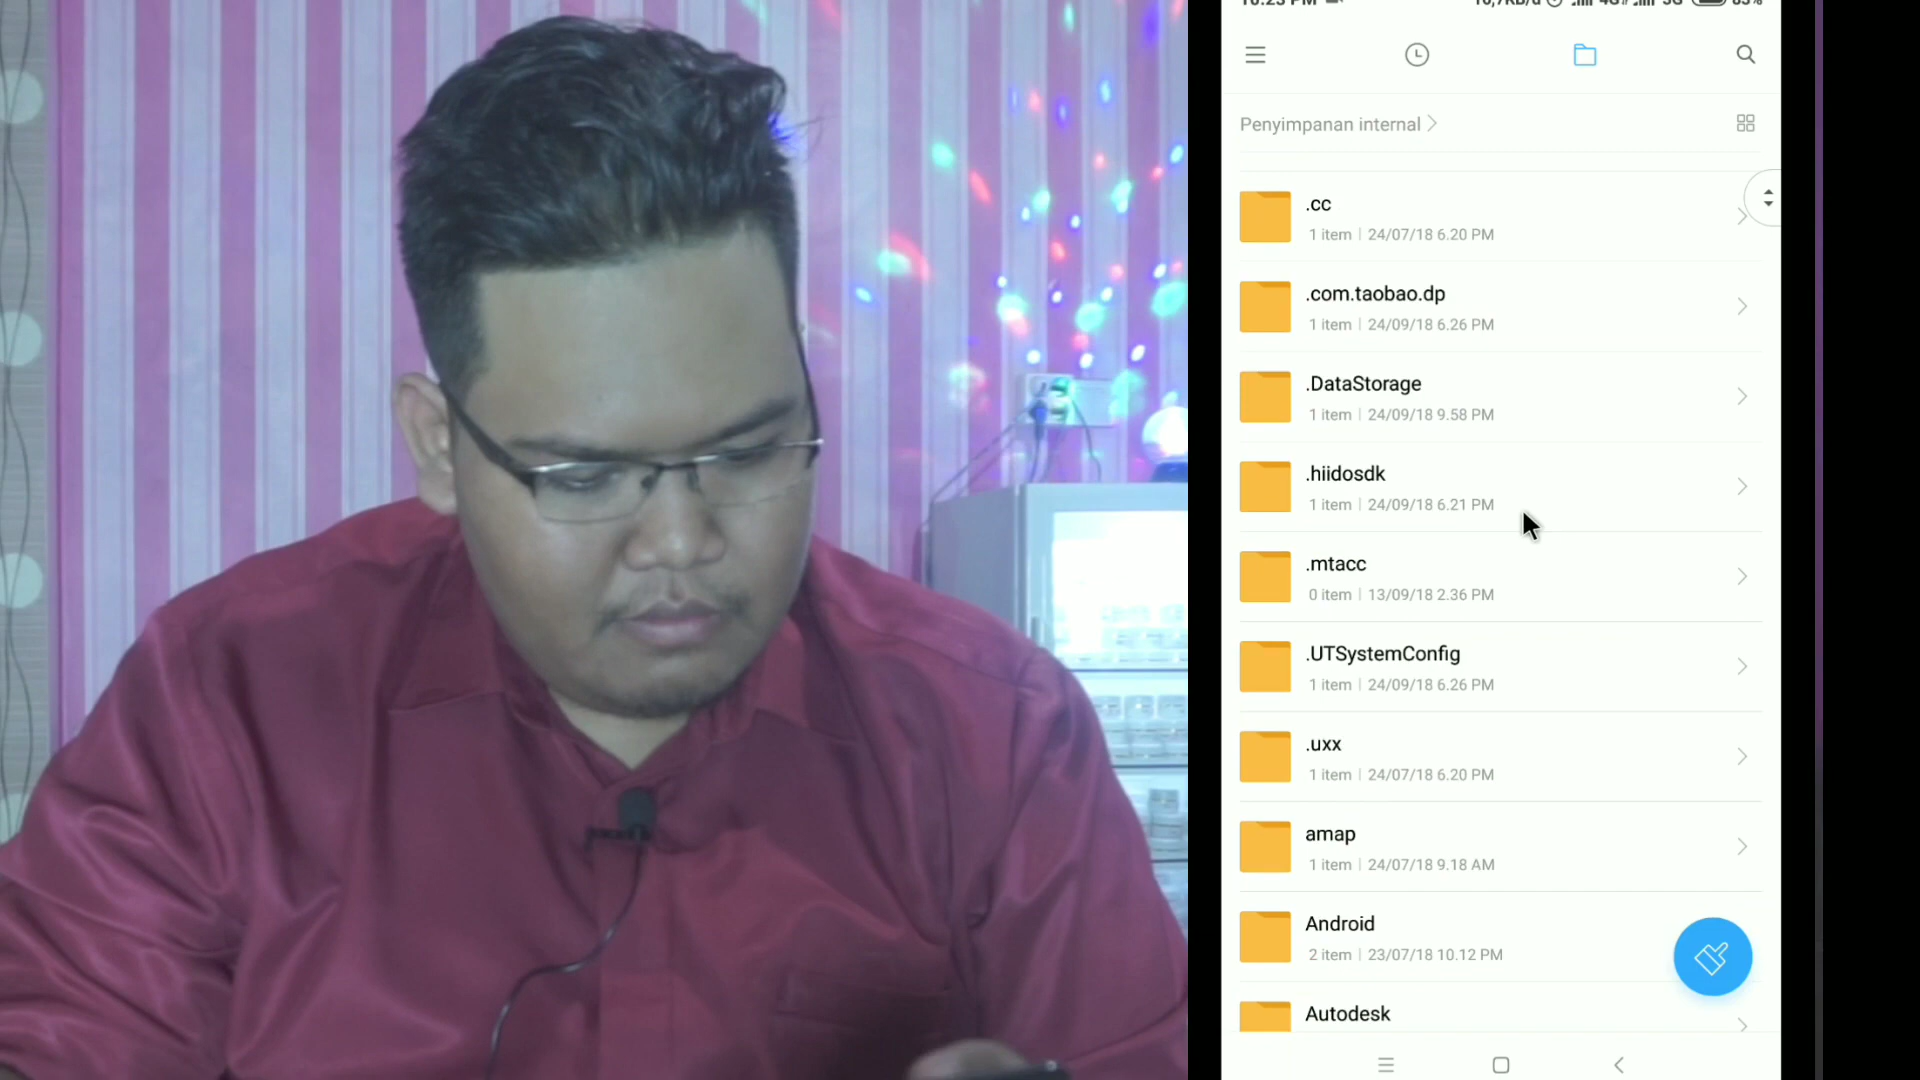 Penyimpanan internal
.cc
1 item | 24/07/18 6.20 PM
.com.taobao.dp
1 item | 24/09/18 6.26 PM
.DataStorage
1 item | 24/09/18 9.58 PM
.hiidosdk
1 item | 24/09/18 6.21 PM
.mtacc
0 item | 13/09/18 2.36 PM
.UTSystemConfig
1 item | 24/09/18 6.26 PM
.uxx
1 item | 24/07/18 6.20 PM
amap
1 item | 24/07/18 9.18 AM
Android
2 item | 23/07/18 10.12 PM
Autodesk